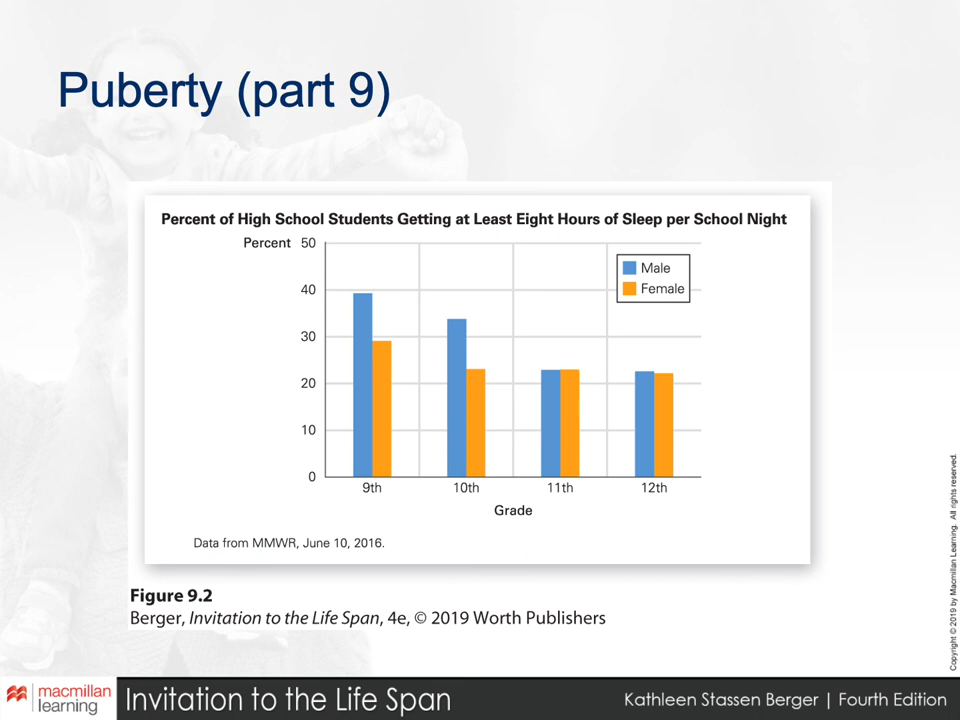 Puberty (part 9)
Percent of High School Students Getting at Least Eight Hours of Sleep per School Night
Percent 50
40
30
20
10
0
Male
Female
9th 10th 11th 12th
Grade
Data from MMWR, June 10, 2016.
Figure 9.2
Berger, Invitation to the Life Span, 4e, © 2019 Worth Publishers
Copyright © 2019 by Macmillan Learning. All rights reserved.
macmillan
learning
Invitation to the Life Span
Kathleen Stassen Berger | Fourth Edition